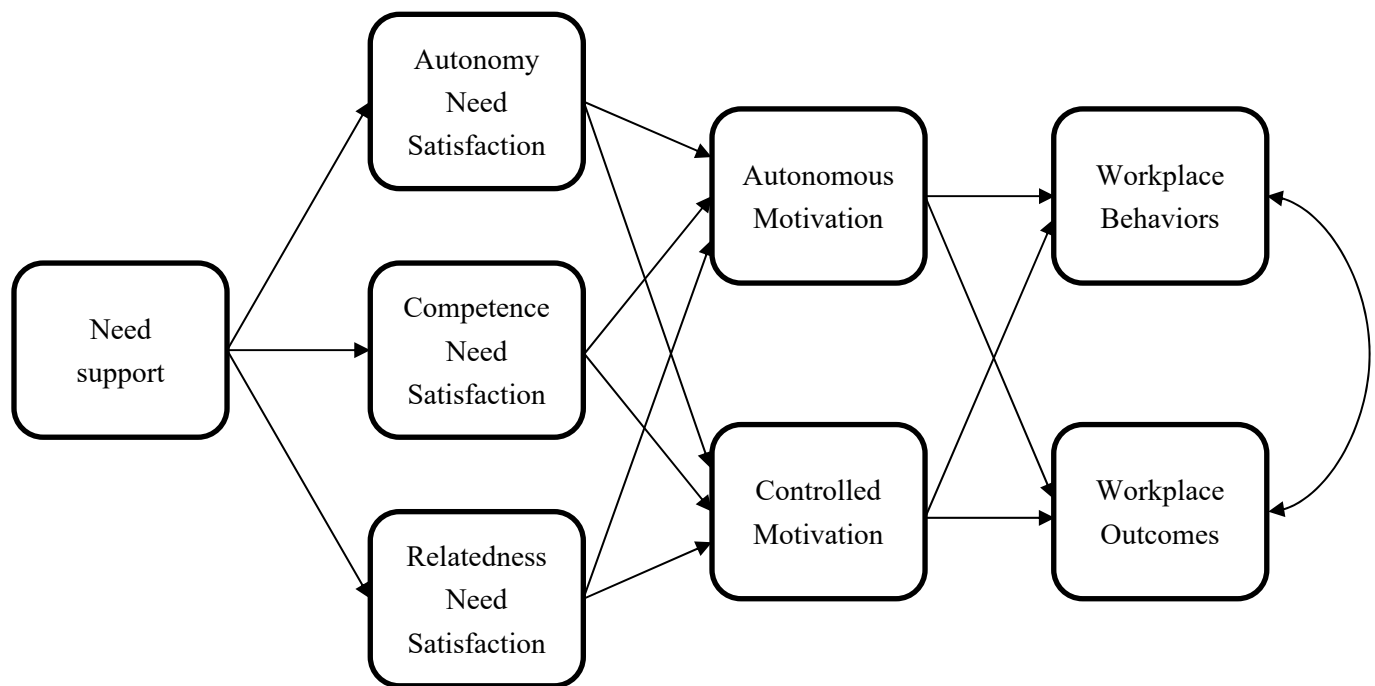 Need
support
Autonomy
Need
Satisfaction
Competence
Need
Satisfaction
Relatedness
Need
Satisfaction
Autonomous
Motivation
Controlled
Motivation
Workplace
Behaviors
Workplace
Outcomes